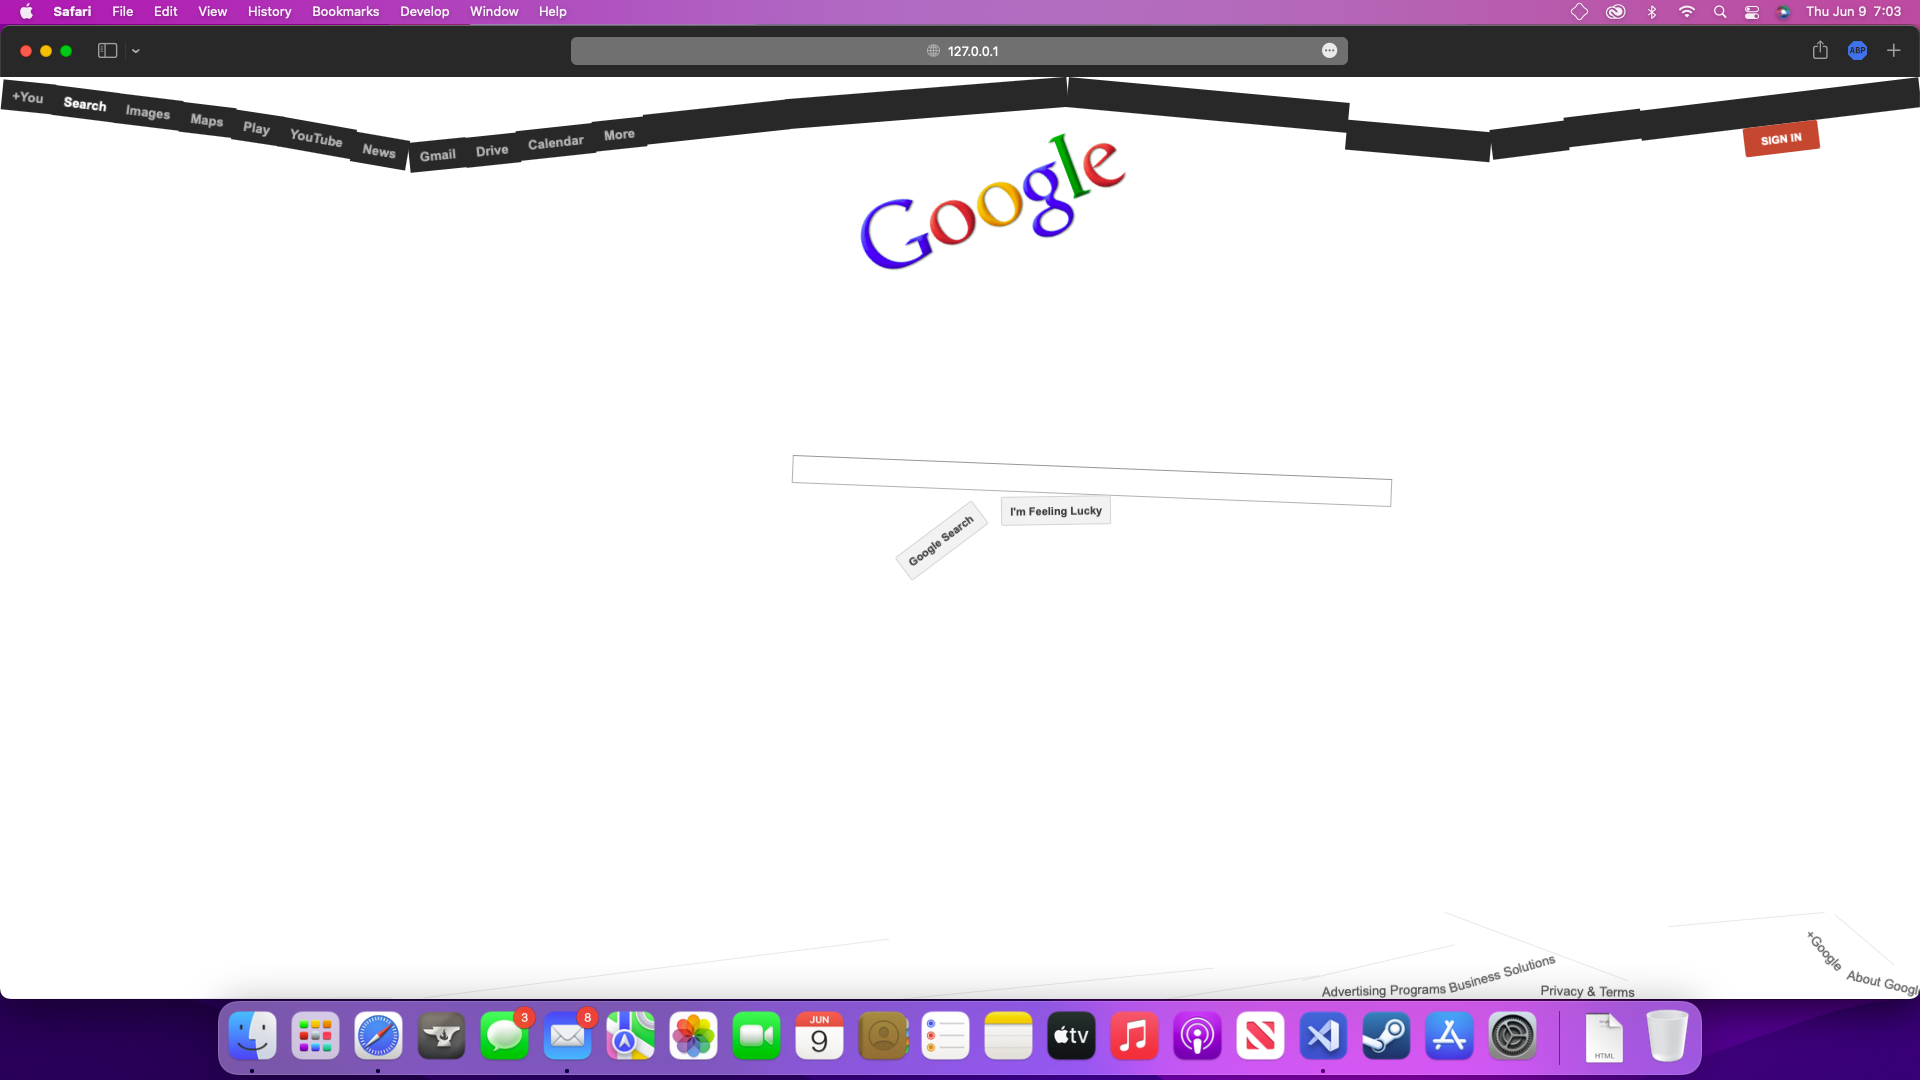 Safari File Edit View History Bookmarks Develop Window Help Thu Jun 9 7:03
127.0.0.1
ABP
+You Search Images Maps Play YouTube News Gmail Drive Calendar More
SIGN IN
Google
I'm Feeling Lucky
Google Search
+Google
About Googl
Advertising Programs Business Solutions Privacy & Terms
3
8
JUN
9
tv
HTML